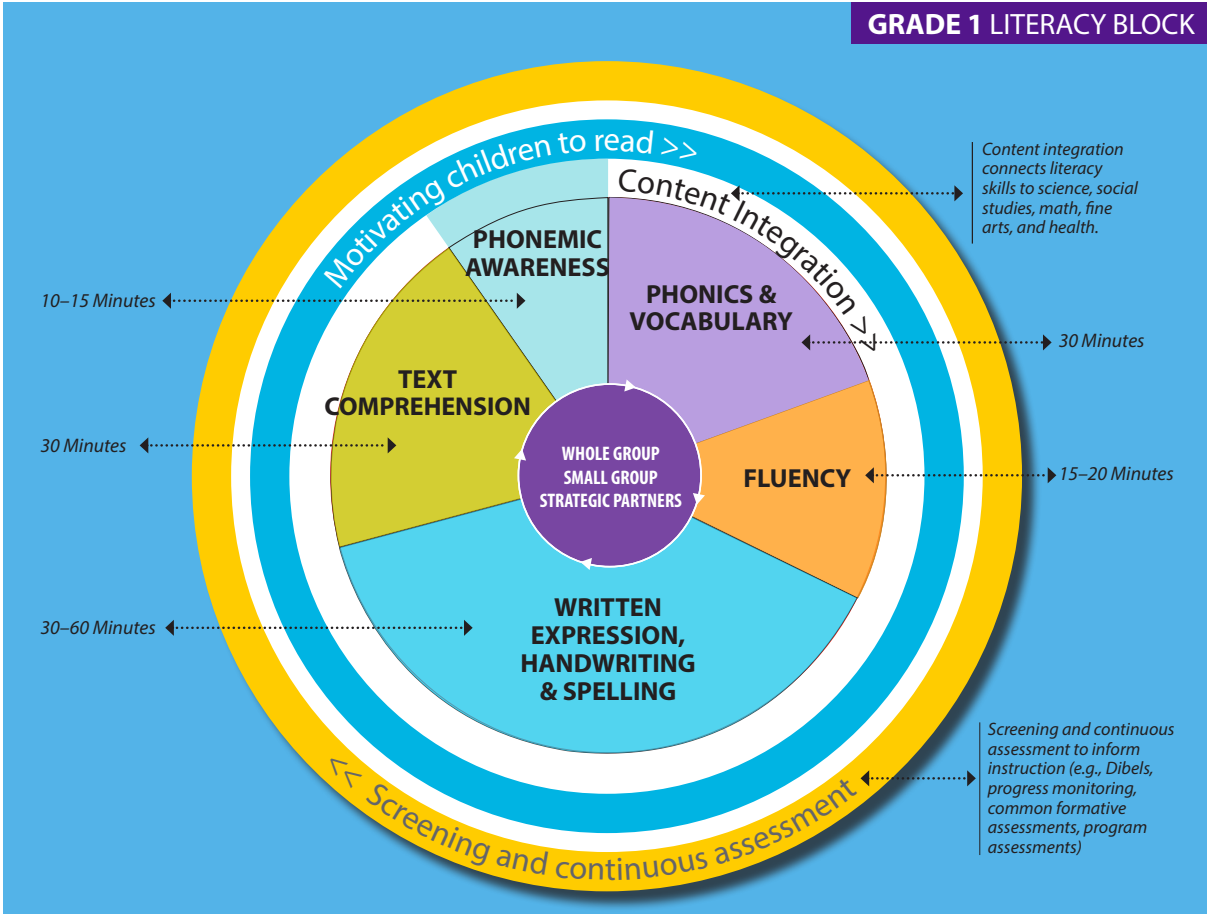 GRADE 1 LITERACY BLOCK
Motivating children to read >>
Content Integration >>
Content integration
connects literacy
skills to science, social
studies, math, fine
arts, and health.
PHONEMIC
AWARENESS
10–15 Minutes
PHONICS &
VOCABULARY
30 Minutes
TEXT
COMPREHENSION
30 Minutes
WHOLE GROUP
SMALL GROUP
STRATEGIC PARTNERS
FLUENCY
15–20 Minutes
WRITTEN
EXPRESSION,
HANDWRITING
& SPELLING
30–60 Minutes
<< Screening and continuous assessment
Screening and continuous
assessment to inform
instruction (e.g., Dibels,
progress monitoring,
common formative
assessments, program
assessments)